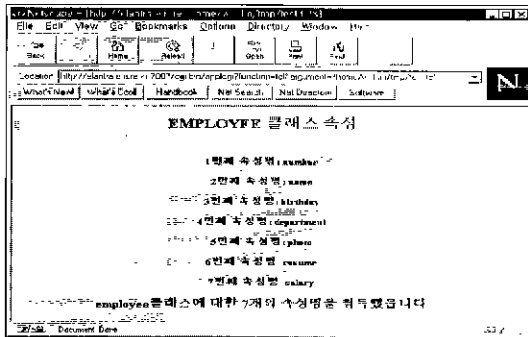 File Edit View Go Bookmarks Options Directory Window
Back Home Reload Open Print Find
Location
What's New! What's Cool! Handbook Net Search Net Directory Software
EMPLOYEE 클래스 속성
1번째 속성명:number
2번째 속성명:name
3번째 속성명:birthday
4번째 속성명:department
5번째 속성명:photo
6번째 속성명:resume
7번째 속성명:salary
employee클래스에 대한 7개의 속성명을 취득했습니다
Document Done